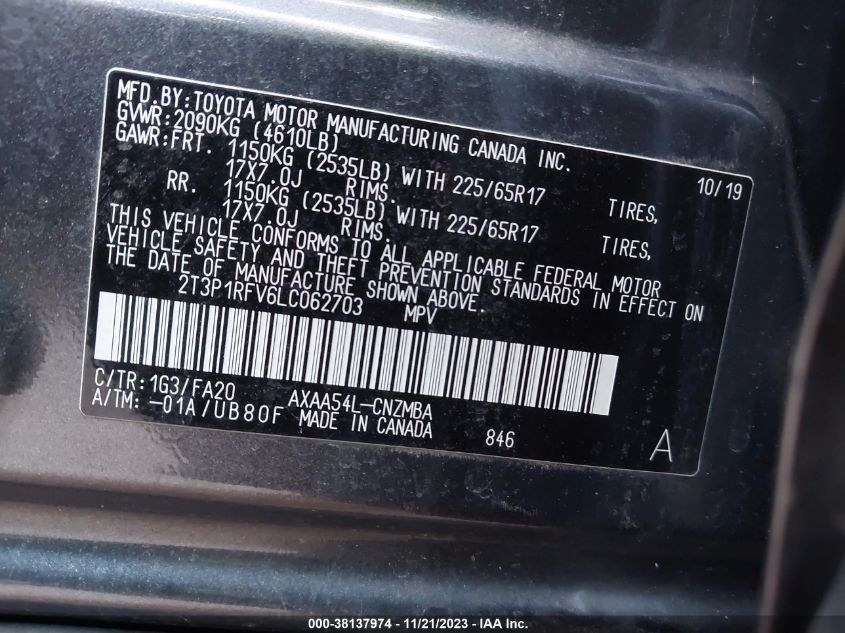 MFD.BY:TOYOTA MOTOR MANUFACTURING CANADA INC.
GVWR:2090KG (4610LB) 10/19
GAWR:FRT. 1150KG (2535LB) WITH 225/65R17 TIRES,
17X7.0J RIMS.
RR. 1150KG (2535LB) WITH 225/65R17 TIRES,
17X7.0J RIMS.
THIS VEHICLE CONFORMS TO ALL APPLICABLE FEDERAL MOTOR
VEHICLE SAFETY AND THEFT PREVENTION STANDARDS IN EFFECT ON
THE DATE OF MANUFACTURE SHOWN ABOVE.
2T3P1RFV6LC062703 MPV
C/TR:1G3/FA20 AXAA54L-CNZMBA
A/TM:-01A/UB80F MADE IN CANADA 846 A
000-38137974 - 11/21/2023 - IAA Inc.